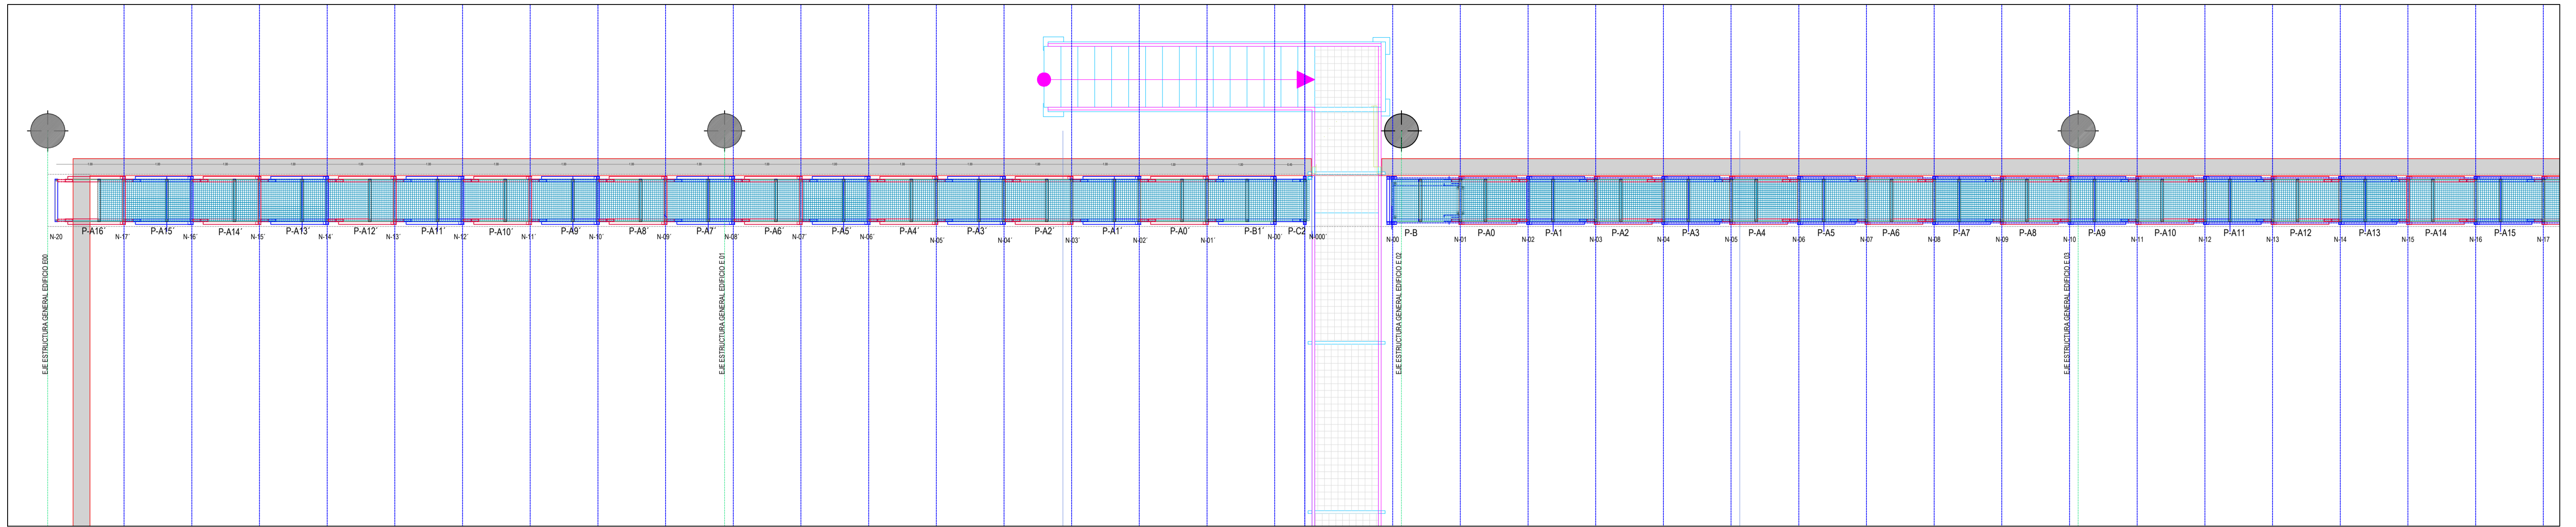 P-A16´ P-A15´ P-A14´ P-A13´ P-A12´ P-A11´ P-A10´ P-A9´ P-A8´ P-A7´ P-A6´ P-A5´ P-A4´ P-A3´ P-A2´ P-A1´ P-A0´ P-B1´ P-C2 P-B P-A0 P-A1 P-A2 P-A3 P-A4 P-A5 P-A6 P-A7 P-A8 P-A9 P-A10 P-A11 P-A12 P-A13 P-A14 P-A15
N-20 N-17´ N-16´ N-15´ N-14´ N-13´ N-12´ N-11´ N-10´ N-09´ N-08´ N-07´ N-06´ N-05´ N-04´ N-03´ N-02´ N-01´ N-00´ N-000´ N-00 N-01 N-02 N-03 N-04 N-05 N-06 N-07 N-08 N-09 N-10 N-11 N-12 N-13 N-14 N-15 N-16 N-17
EJE ESTRUCTURA GENERAL EDIFICIO E00
EJE ESTRUCTURA GENERAL EDIFICIO E.01
EJE ESTRUCTURA GENERAL EDIFICIO E.02
EJE ESTRUCTURA GENERAL EDIFICIO E.03